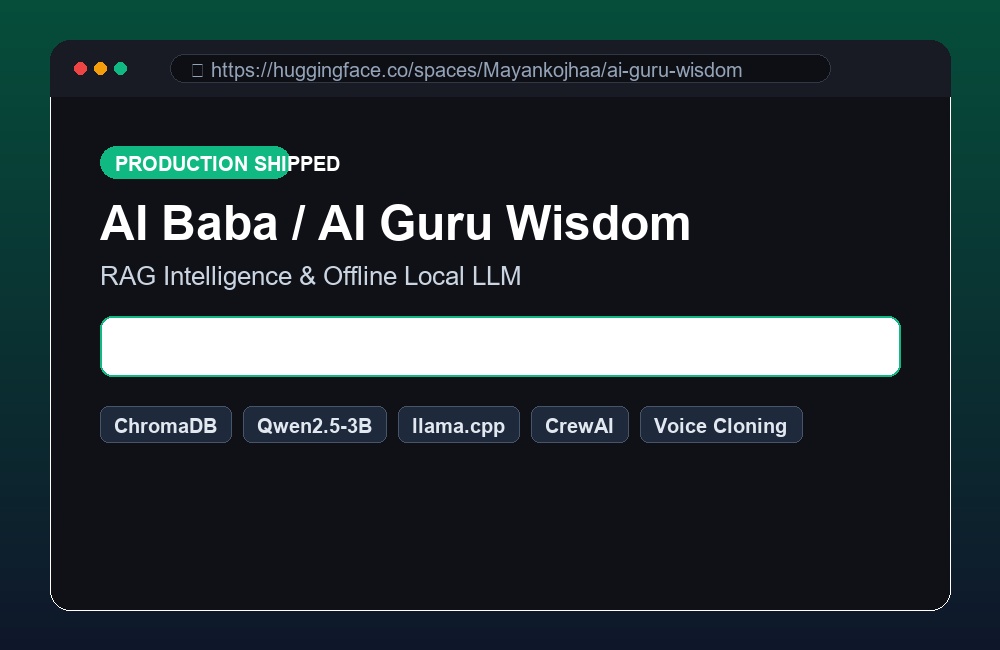 https://huggingface.co/spaces/Mayankojhaa/ai-guru-wisdom
PRODUCTION SHIPPED
AI Baba / AI Guru Wisdom
RAG Intelligence & Offline Local LLM
ChromaDB Qwen2.5-3B llama.cpp CrewAI Voice Cloning